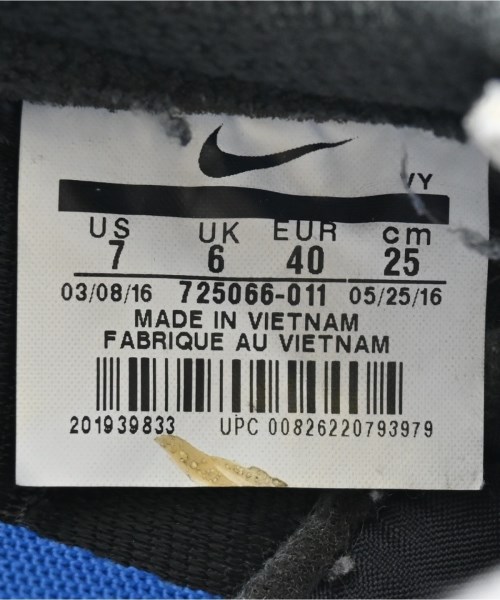 VY
US UK EUR cm
7 6 40 25
03/08/16 725066-011 05/25/16
MADE IN VIETNAM
FABRIQUE AU VIETNAM
201939833 UPC 00826220793979